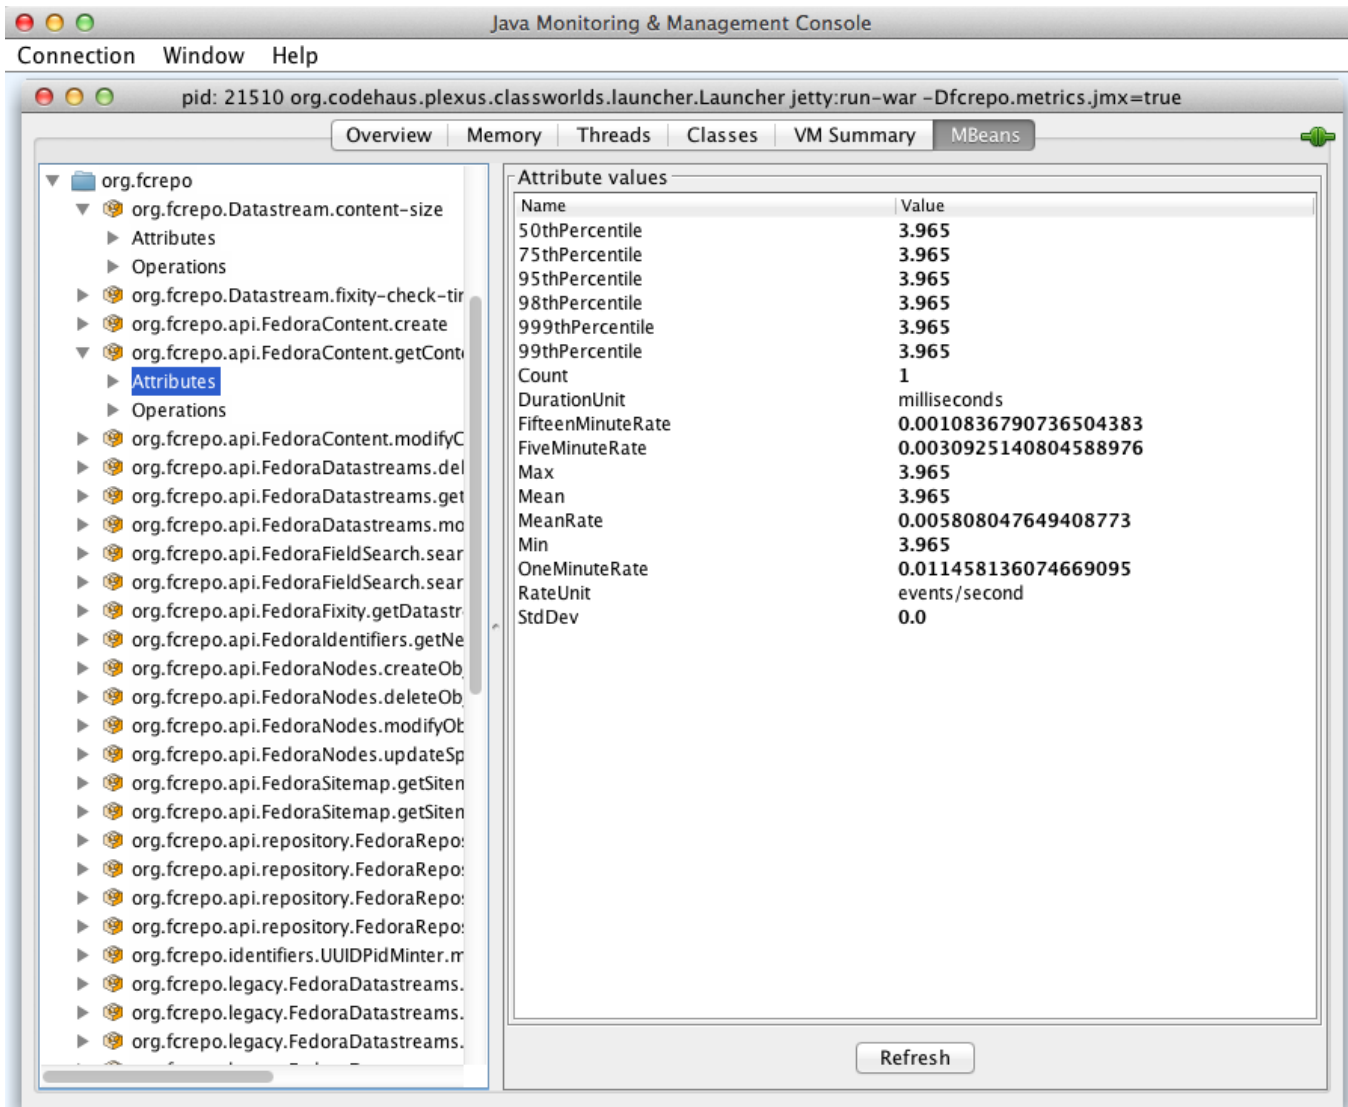 Java Monitoring & Management Console
Connection Window Help
pid: 21510 org.codehaus.plexus.classworlds.launcher.Launcher jetty:run-war -Dfcrepo.metrics.jmx=true
Overview Memory Threads Classes VM Summary MBeans
org.fcrepo
org.fcrepo.Datastream.content-size
Attributes
Operations
org.fcrepo.Datastream.fixity-check-tir
org.fcrepo.api.FedoraContent.create
org.fcrepo.api.FedoraContent.getConte
Attributes
Operations
org.fcrepo.api.FedoraContent.modifyC
org.fcrepo.api.FedoraDatastreams.del
org.fcrepo.api.FedoraDatastreams.get
org.fcrepo.api.FedoraDatastreams.mo
org.fcrepo.api.FedoraFieldSearch.sear
org.fcrepo.api.FedoraFieldSearch.sear
org.fcrepo.api.FedoraFixity.getDatastr
org.fcrepo.api.FedoraIdentifiers.getNe
org.fcrepo.api.FedoraNodes.createOb
org.fcrepo.api.FedoraNodes.deleteOb
org.fcrepo.api.FedoraNodes.modifyOb
org.fcrepo.api.FedoraNodes.updateSp
org.fcrepo.api.FedoraSitemap.getSiten
org.fcrepo.api.FedoraSitemap.getSiten
org.fcrepo.api.repository.FedoraRepo
org.fcrepo.api.repository.FedoraRepo
org.fcrepo.api.repository.FedoraRepo
org.fcrepo.api.repository.FedoraRepo
org.fcrepo.identifiers.UUIDPidMinter.m
org.fcrepo.legacy.FedoraDatastreams.
org.fcrepo.legacy.FedoraDatastreams.
org.fcrepo.legacy.FedoraDatastreams.
Attribute values
Name Value
50thPercentile 3.965
75thPercentile 3.965
95thPercentile 3.965
98thPercentile 3.965
999thPercentile 3.965
99thPercentile 3.965
Count 1
DurationUnit milliseconds
FifteenMinuteRate 0.0010836790736504383
FiveMinuteRate 0.0030925140804588976
Max 3.965
Mean 3.965
MeanRate 0.005808047649408773
Min 3.965
OneMinuteRate 0.011458136074669095
RateUnit events/second
StdDev 0.0
Refresh